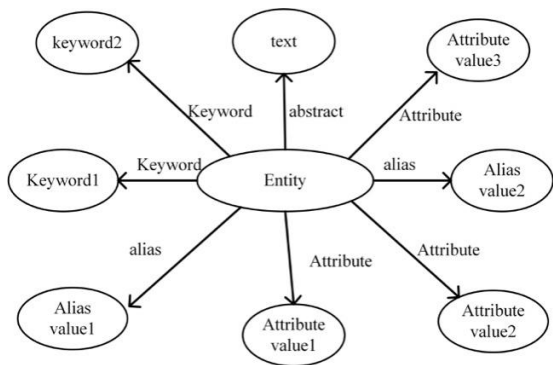 keyword2
text
Attribute
value3
Keyword
abstract
Attribute
Keyword1
Keyword
Entity
alias
Alias
value2
alias
Attribute
Attribute
Alias
value1
Attribute
value1
Attribute
value2